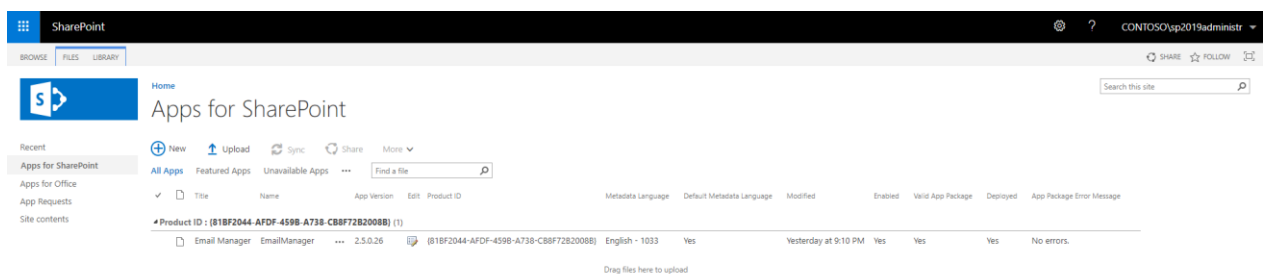 SharePoint ? CONTOSO\sp2019administr
BROWSE FILES LIBRARY SHARE FOLLOW
S
Home
Search this site
Apps for SharePoint
Recent
Apps for SharePoint
Apps for Office
App Requests
Site contents
New Upload Sync Share More
All Apps Featured Apps Unavailable Apps ••• Find a file
Title Name App Version Edit Product ID Metadata Language Default Metadata Language Modified Enabled Valid App Package Deployed App Package Error Message
Product ID : {81BF2044-AFDF-459B-A738-CB8F72B2008B} (1)
Email Manager EmailManager ••• 2.5.0.26 {81BF2044-AFDF-459B-A738-CB8F72B2008B} English - 1033 Yes Yesterday at 9:10 PM Yes Yes Yes No errors.
Drag files here to upload